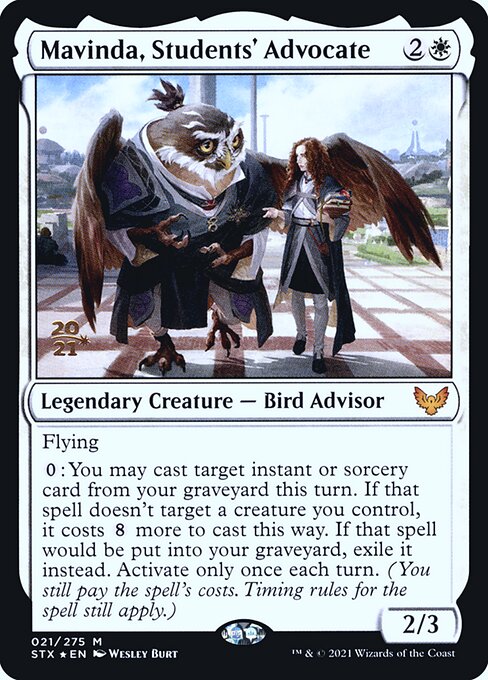 Mavinda, Students' Advocate 2
20
21
Legendary Creature — Bird Advisor
Flying
0: You may cast target instant or sorcery
card from your graveyard this turn. If that
spell doesn't target a creature you control,
it costs 8 more to cast this way. If that spell
would be put into your graveyard, exile it
instead. Activate only once each turn. (You
still pay the spell's costs. Timing rules for
the spell still apply.)
2/3
021/275 M
STX ★ EN Wesley Burt
™ & © 2021 Wizards of the Coast